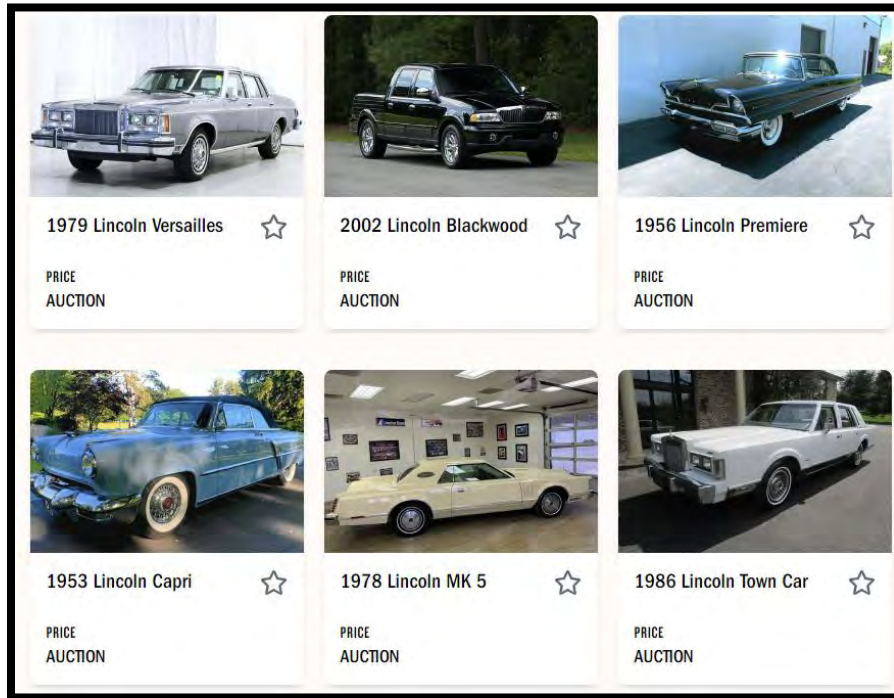 1979 Lincoln Versailles
PRICE
AUCTION
2002 Lincoln Blackwood
PRICE
AUCTION
1956 Lincoln Premiere
PRICE
AUCTION
1953 Lincoln Capri
PRICE
AUCTION
1978 Lincoln MK 5
PRICE
AUCTION
1986 Lincoln Town Car
PRICE
AUCTION